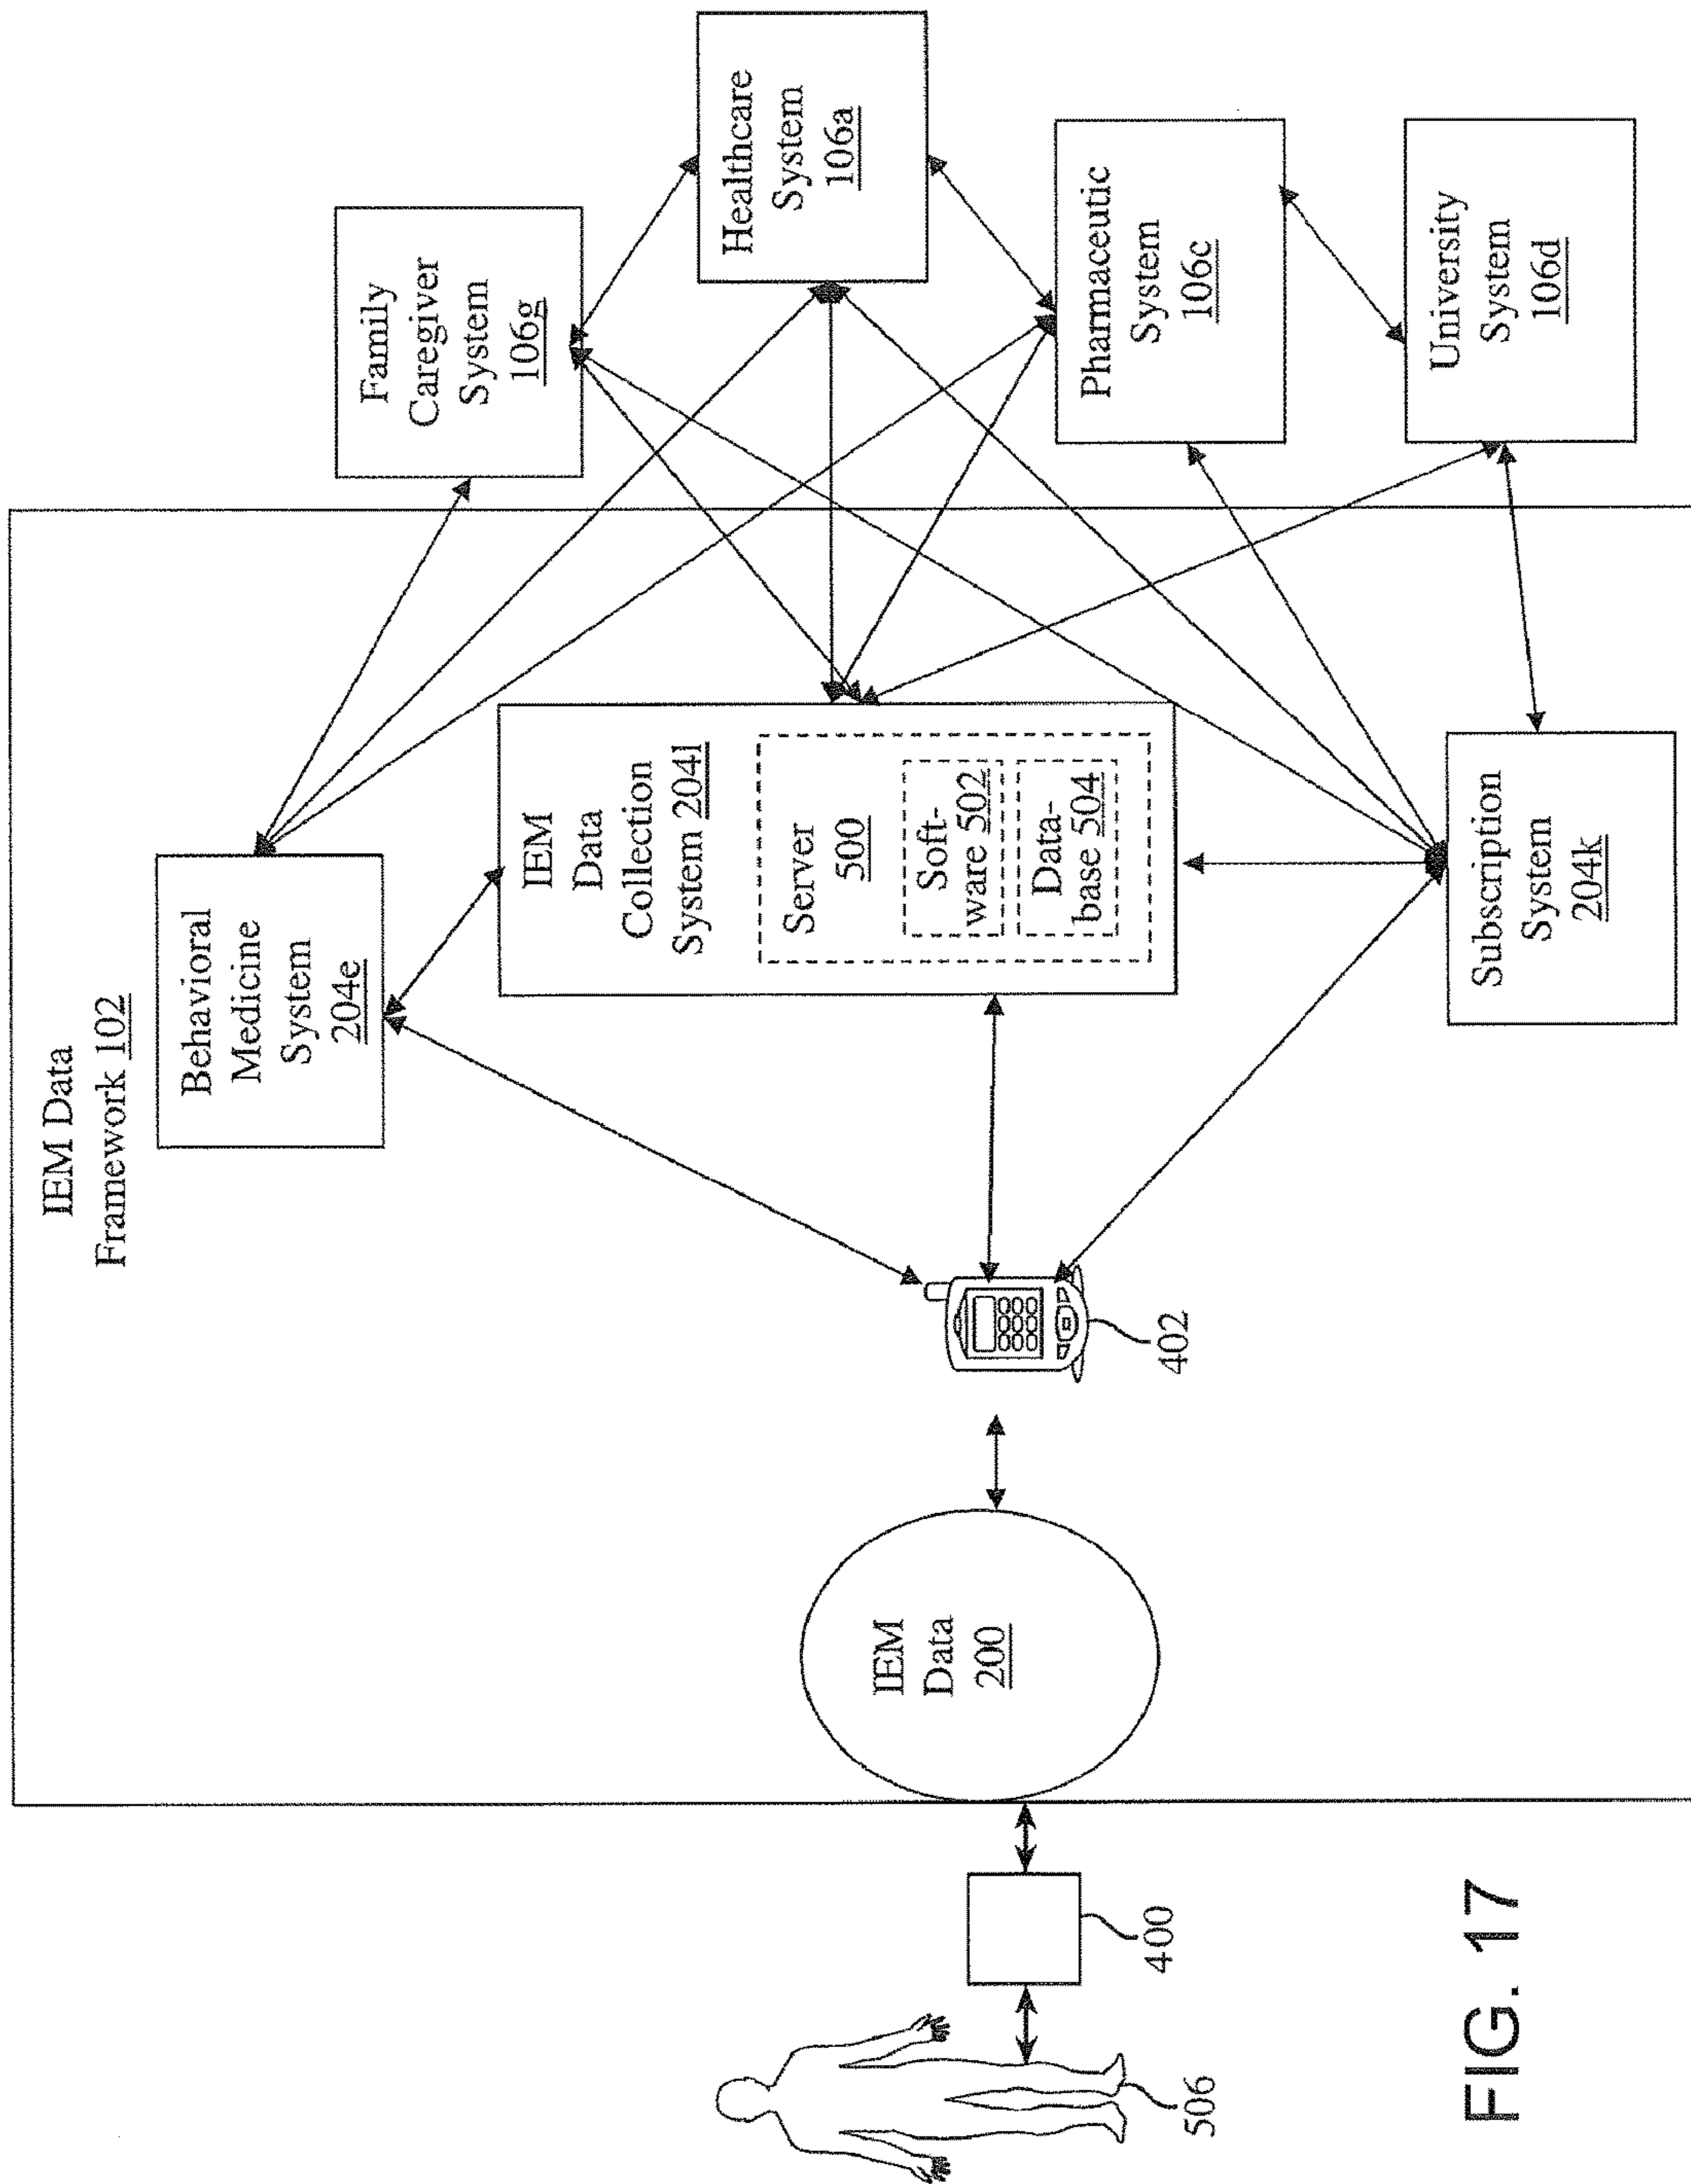 IEM Data
Framework 102
Behavioral
Medicine
System
204e
IEM
Data
Collection
System 204l
Server
500
Soft-
ware 502
Data-
base 504
Subscription
System
204k
Family
Caregiver
System
106g
Healthcare
System
106a
Pharmaceutic
System
106c
University
System
106d
IEM
Data
200
402
400
506
FIG. 17